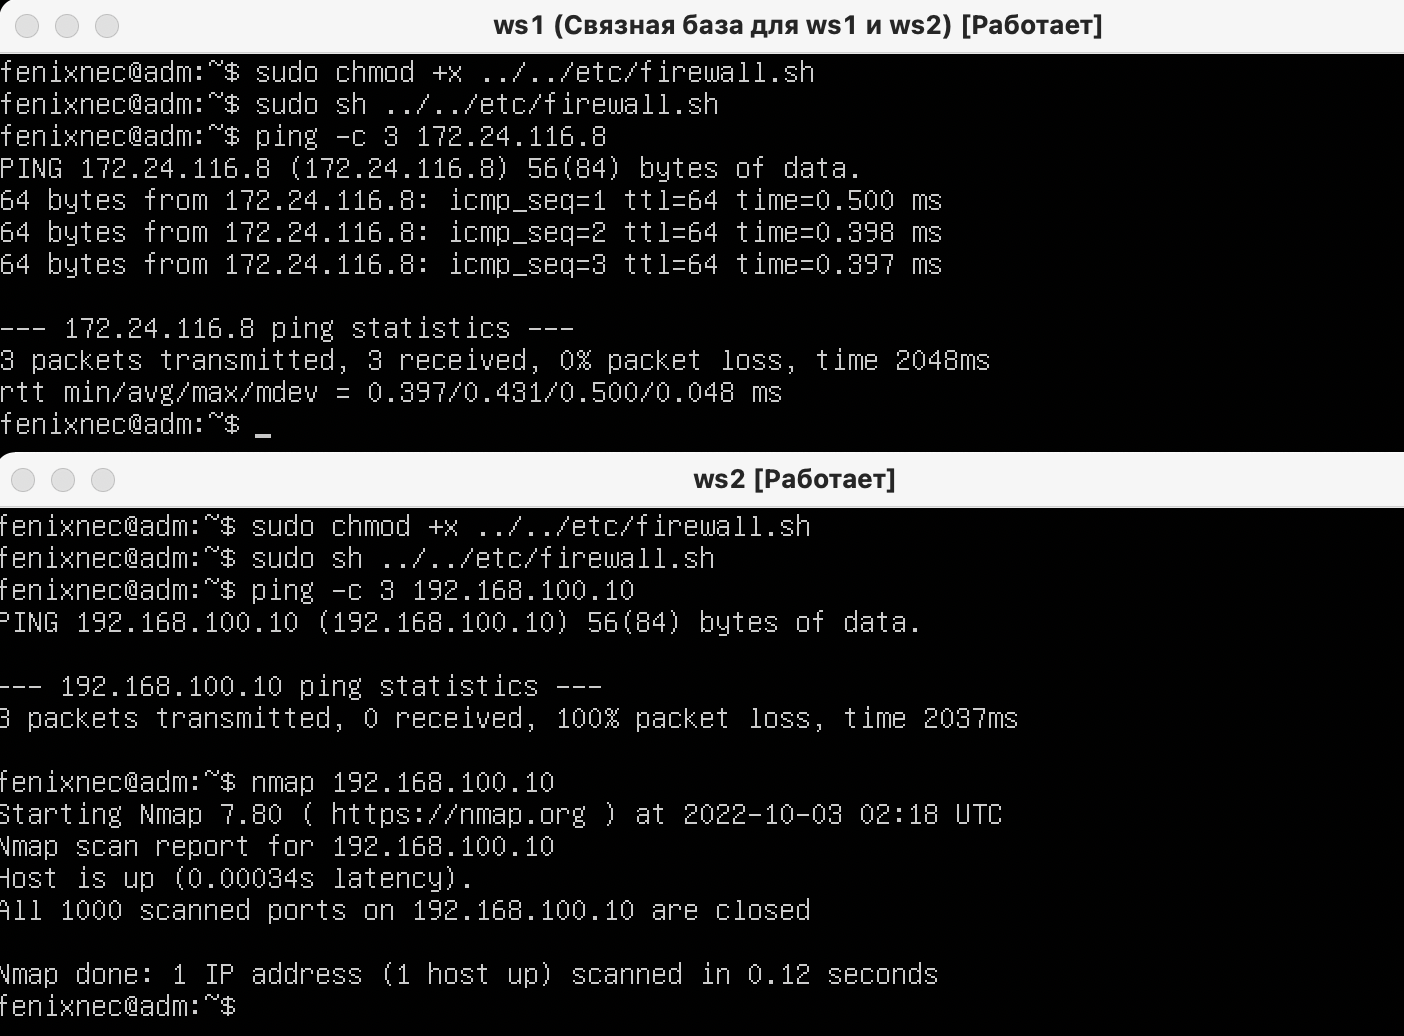 ws1 (Связная база для ws1 и ws2) [Работает]
fenixnec@adm:~$ sudo chmod +x ../../etc/firewall.sh
fenixnec@adm:~$ sudo sh ../../etc/firewall.sh
fenixnec@adm:~$ ping -c 3 172.24.116.8
PING 172.24.116.8 (172.24.116.8) 56(84) bytes of data.
64 bytes from 172.24.116.8: icmp_seq=1 ttl=64 time=0.500 ms
64 bytes from 172.24.116.8: icmp_seq=2 ttl=64 time=0.398 ms
64 bytes from 172.24.116.8: icmp_seq=3 ttl=64 time=0.397 ms
--- 172.24.116.8 ping statistics ---
3 packets transmitted, 3 received, 0% packet loss, time 2048ms
rtt min/avg/max/mdev = 0.397/0.431/0.500/0.048 ms
fenixnec@adm:~$ _
ws2 [Работает]
fenixnec@adm:~$ sudo chmod +x ../../etc/firewall.sh
fenixnec@adm:~$ sudo sh ../../etc/firewall.sh
fenixnec@adm:~$ ping -c 3 192.168.100.10
PING 192.168.100.10 (192.168.100.10) 56(84) bytes of data.
--- 192.168.100.10 ping statistics ---
3 packets transmitted, 0 received, 100% packet loss, time 2037ms
fenixnec@adm:~$ nmap 192.168.100.10
Starting Nmap 7.80 ( https://nmap.org ) at 2022-10-03 02:18 UTC
Nmap scan report for 192.168.100.10
Host is up (0.00034s latency).
All 1000 scanned ports on 192.168.100.10 are closed
Nmap done: 1 IP address (1 host up) scanned in 0.12 seconds
fenixnec@adm:~$